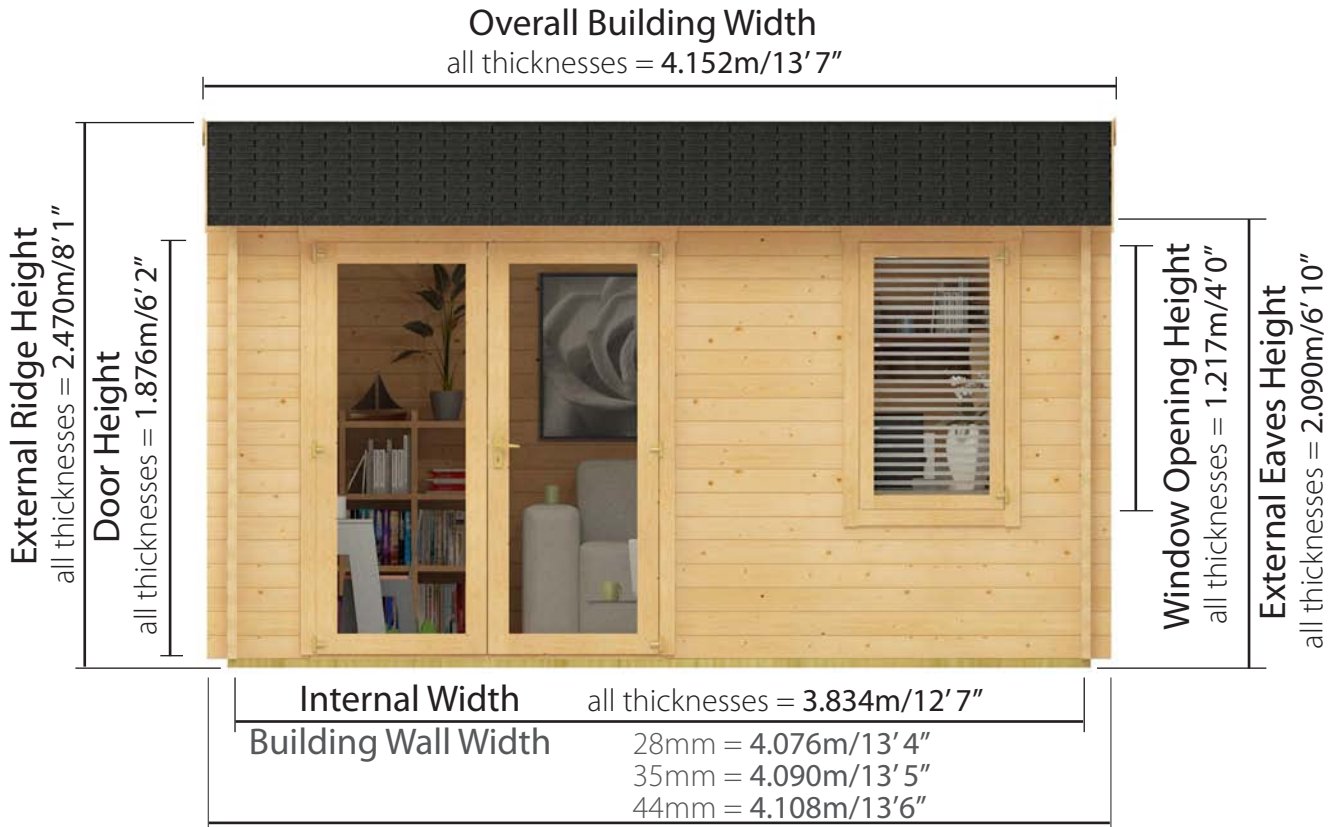 Overall Building Width
all thicknesses = 4.152m/13’7”
External Ridge Height
all thicknesses = 2.470m/8’1”
Door Height
all thicknesses = 1.876m/6’2”
Window Opening Height
all thicknesses = 1.217m/4’0”
External Eaves Height
all thicknesses = 2.090m/6’10”
Internal Width all thicknesses = 3.834m/12’7”
Building Wall Width 28mm = 4.076m/13’4”
35mm = 4.090m/13’5”
44mm = 4.108m/13’6”